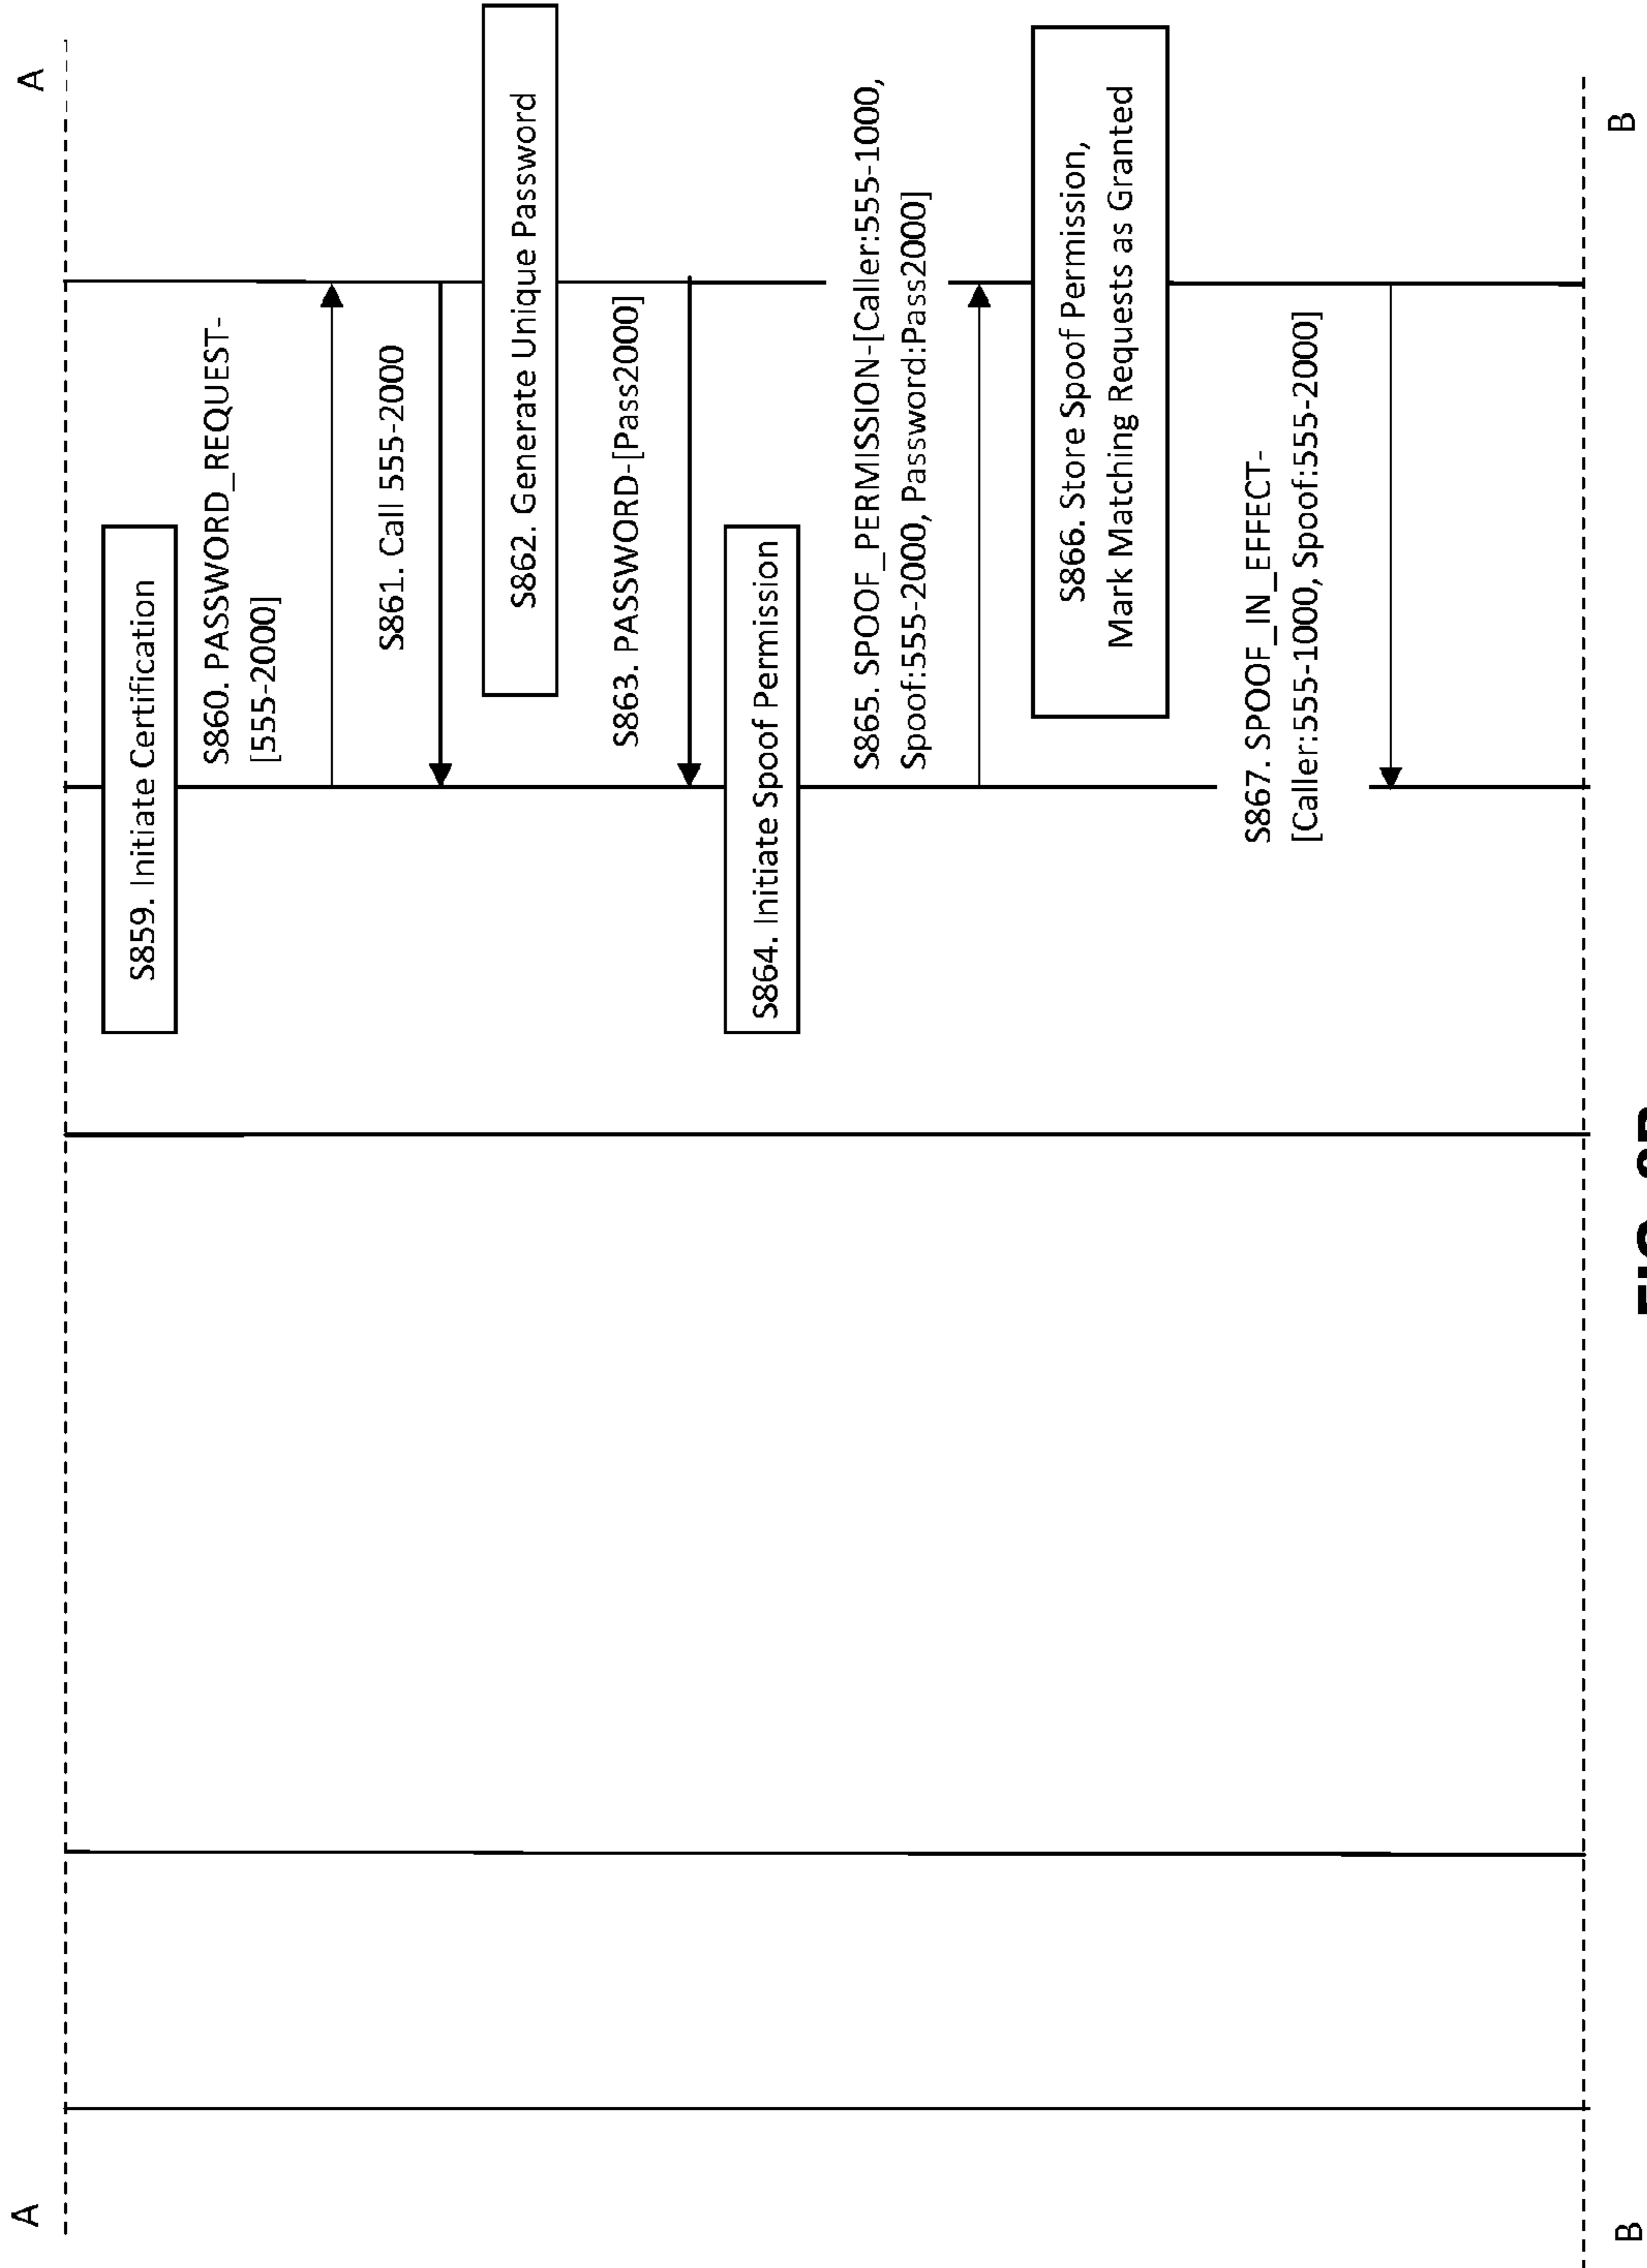 A
A
S859. Initiate Certification
S860. PASSWORD_REQUEST-
[555-2000]
S861. Call 555-2000
S862. Generate Unique Password
S863. PASSWORD-[Pass2000]
S864. Initiate Spoof Permission
S865. SPOOF_PERMISSION-[Caller:555-1000,
Spoof:555-2000, Password:Pass2000]
S866. Store Spoof Permission,
Mark Matching Requests as Granted
S867. SPOOF_IN_EFFECT-
[Caller:555-1000, Spoof:555-2000]
B
B